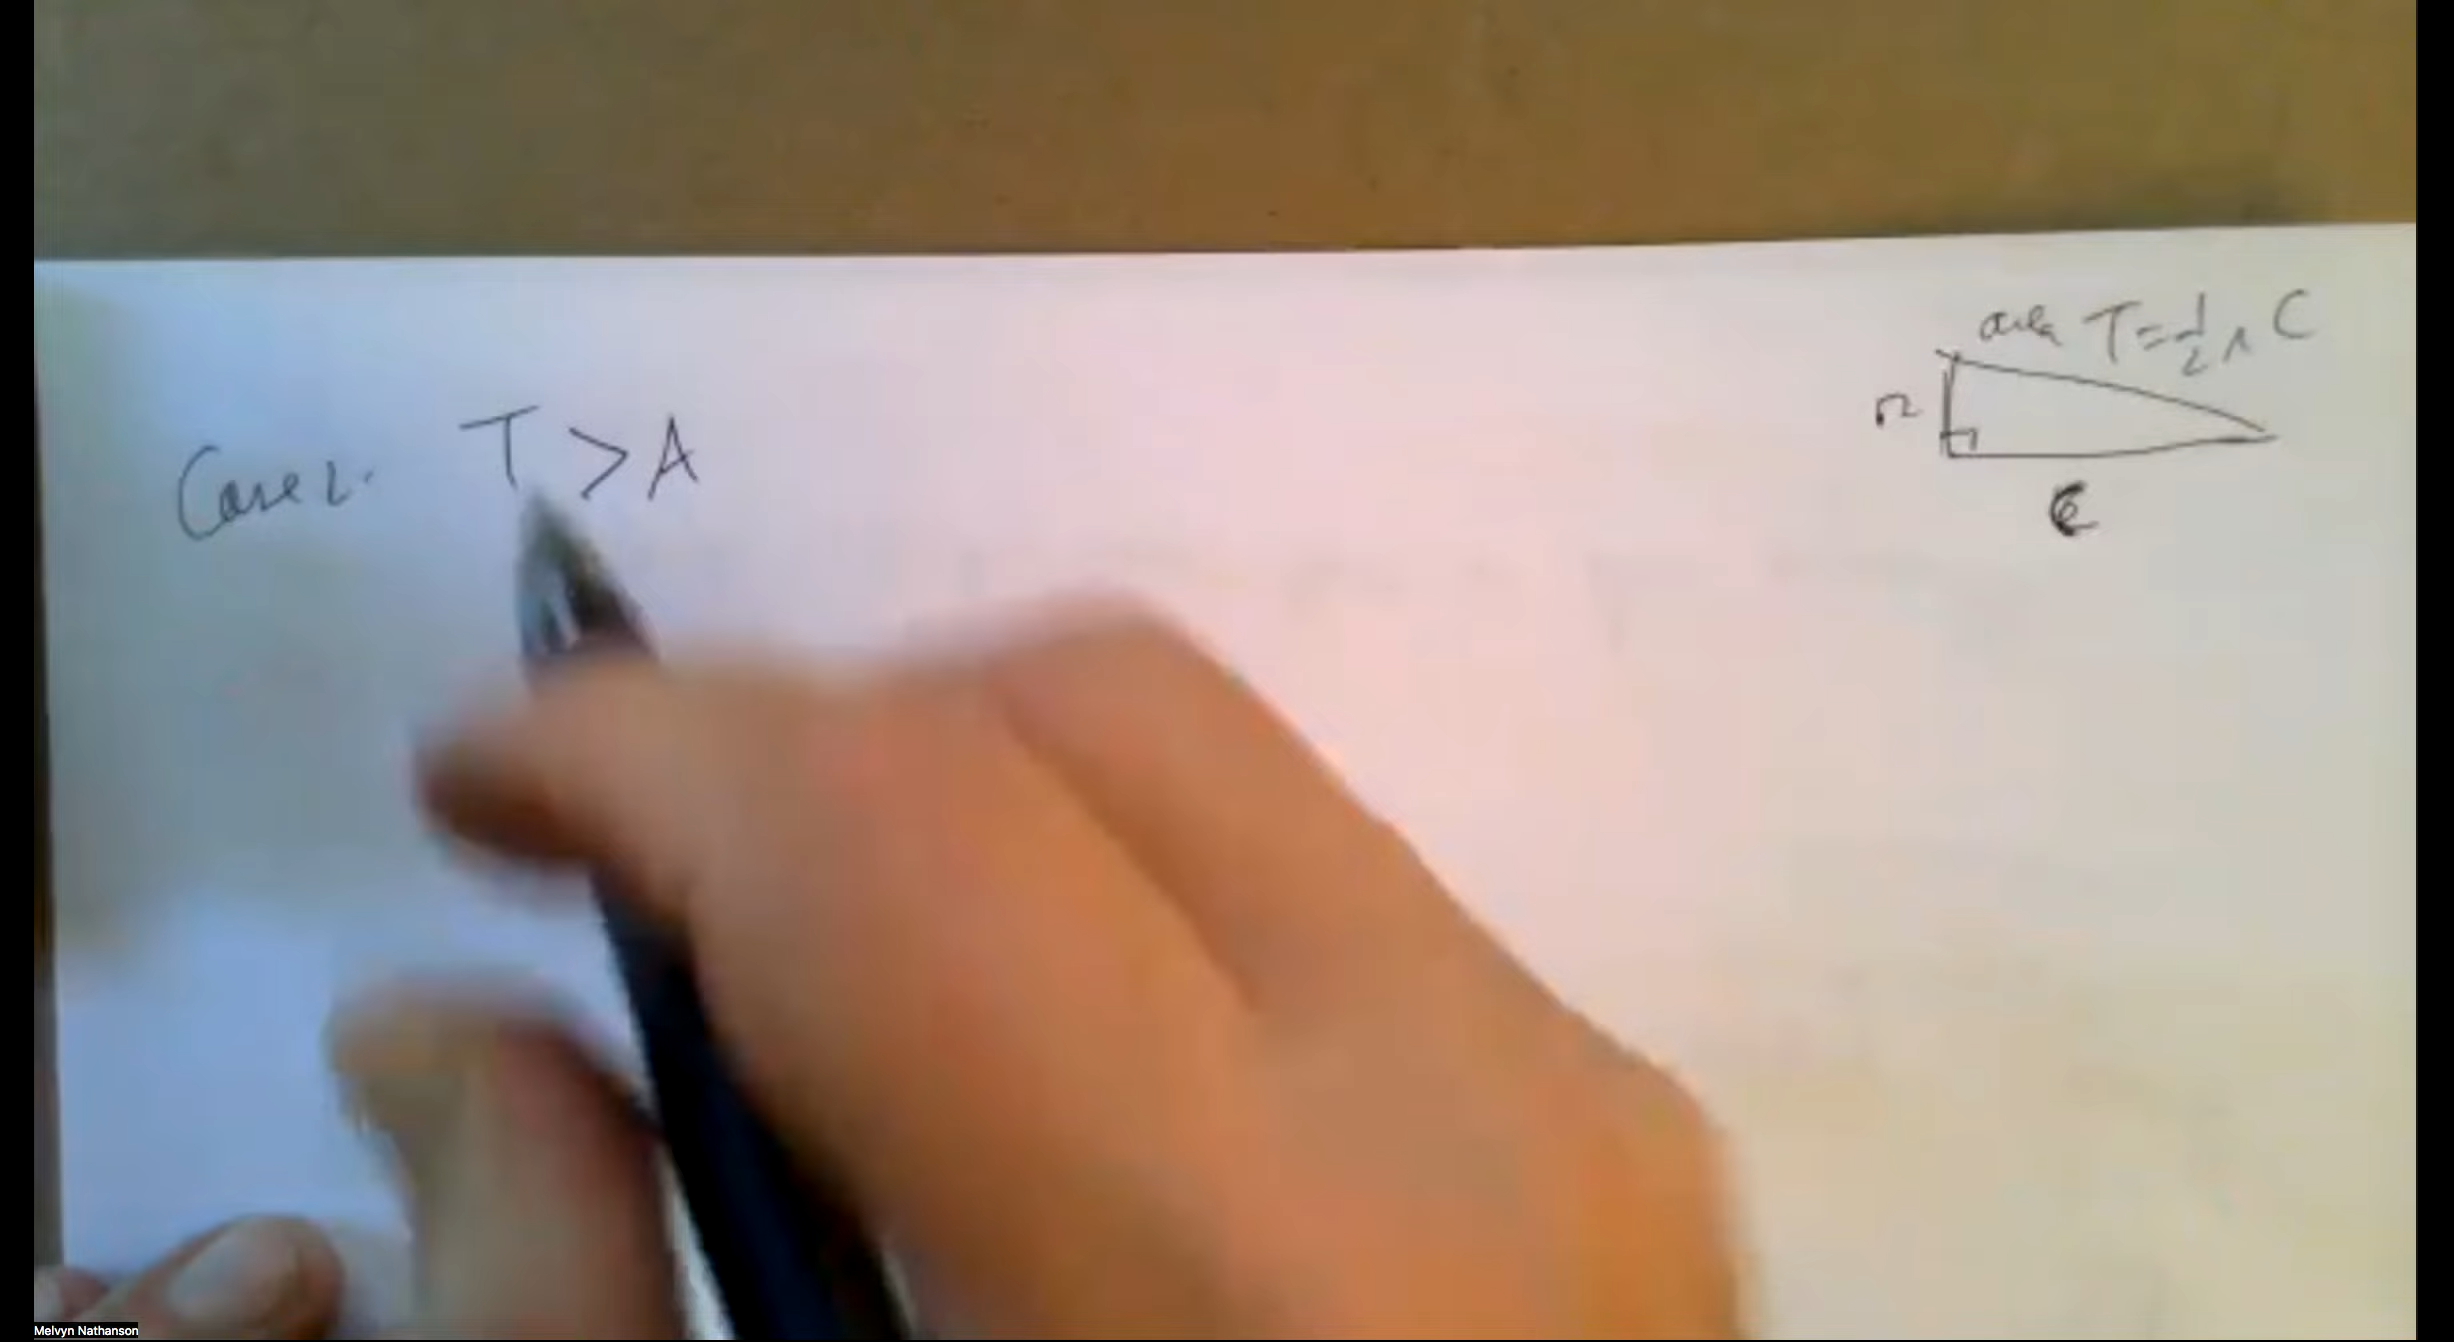 area T = 1/2 r C
Case 2. T > A
r
C
Melvyn Nathanson